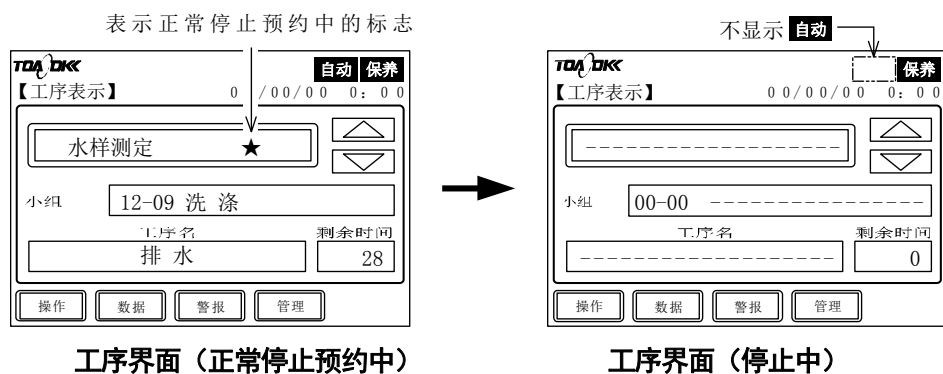 表示正常停止预约中的标志
不显示 自动
TOA DKK
自动 保养
【工序表示】 0 /00/00 0:00
水样测定 ★
小组 12-09 洗 涤
工序名 剩余时间
排 水 28
操作 数据 警报 管理
工序界面（正常停止预约中）
TOA DKK
保养
【工序表示】 00/00/00 0:00
--------------------
小组 00-00 -----------------
工序名 剩余时间
-------------------- 0
操作 数据 警报 管理
工序界面（停止中）